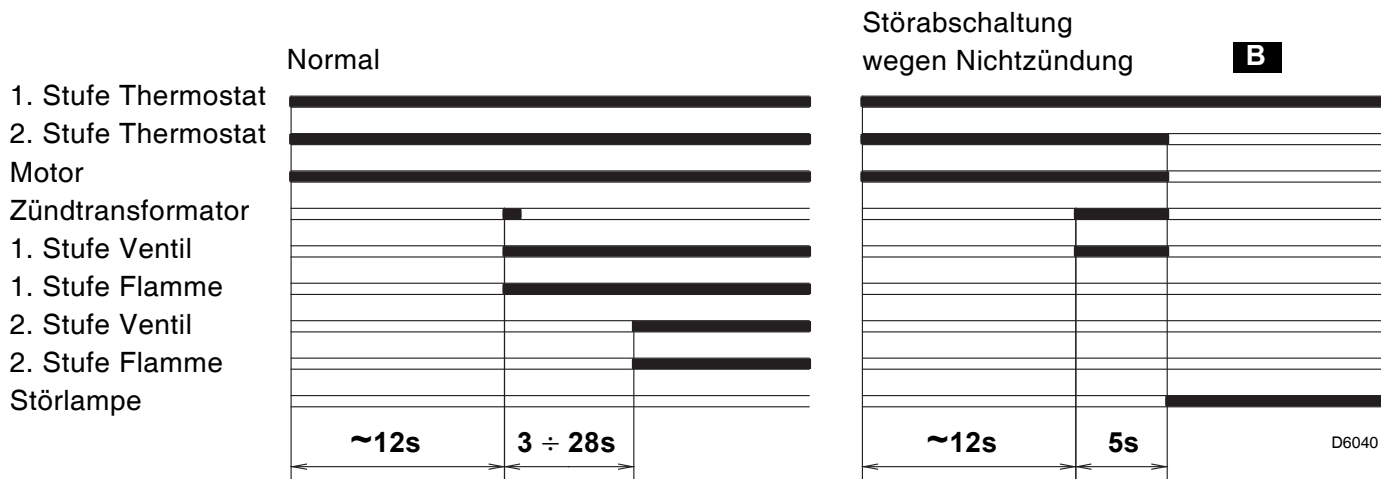 Störabschaltung
Normal
wegen Nichtzündung
B
1. Stufe Thermostat
2. Stufe Thermostat
Motor
Zündtransformator
1. Stufe Ventil
1. Stufe Flamme
2. Stufe Ventil
2. Stufe Flamme
Störlampe
~12s
3 ÷ 28s
~12s
5s
D6040